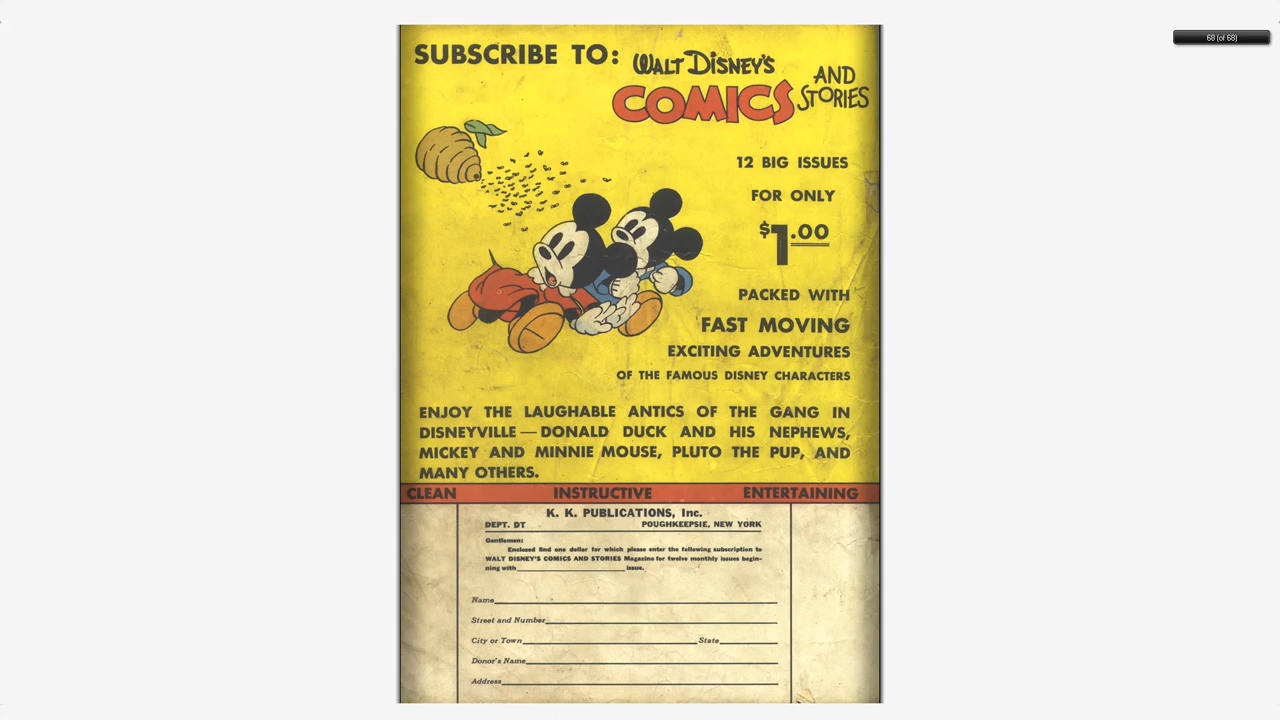 68 (of 68)
SUBSCRIBE TO: WALT DISNEY'S
COMICS AND STORIES
12 BIG ISSUES
FOR ONLY
$1.00
PACKED WITH
FAST MOVING
EXCITING ADVENTURES
OF THE FAMOUS DISNEY CHARACTERS
ENJOY THE LAUGHABLE ANTICS OF THE GANG IN
DISNEYVILLE — DONALD DUCK AND HIS NEPHEWS,
MICKEY AND MINNIE MOUSE, PLUTO THE PUP, AND
MANY OTHERS.
CLEAN INSTRUCTIVE ENTERTAINING
K. K. PUBLICATIONS, Inc.
DEPT. DT POUGHKEEPSIE, NEW YORK
Gentlemen:
Enclosed find one dollar for which please enter the following subscription to
WALT DISNEY'S COMICS AND STORIES Magazine for twelve monthly issues begin-
ning with issue.
Name
Street and Number
City or Town State
Donor's Name
Address